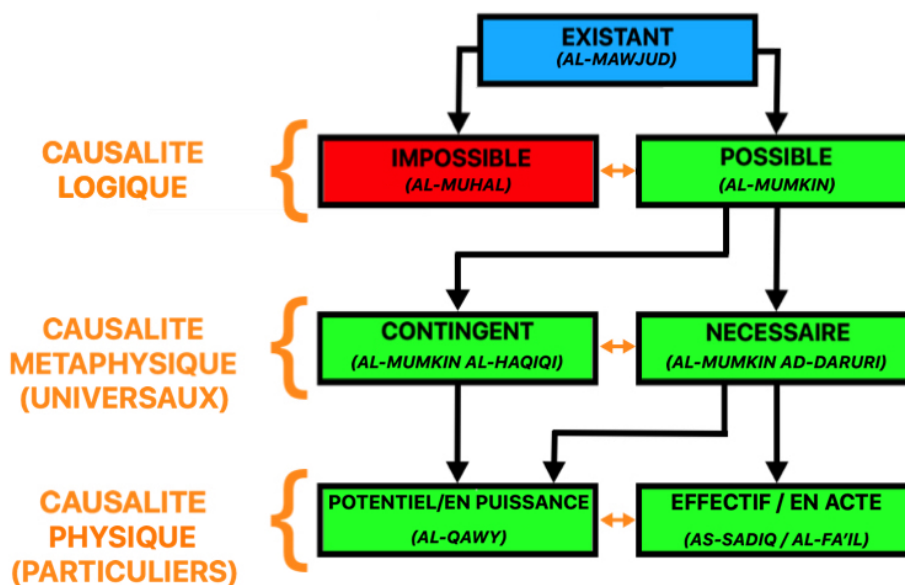 EXISTANT
(AL-MAWJUD)
CAUSALITE
LOGIQUE
IMPOSSIBLE
(AL-MUHAL)
POSSIBLE
(AL-MUMKIN)
CAUSALITE
METAPHYSIQUE
(UNIVERSAUX)
CONTINGENT
(AL-MUMKIN AL-HAQIQI)
NECESSAIRE
(AL-MUMKIN AD-DARURI)
CAUSALITE
PHYSIQUE
(PARTICULIERS)
POTENTIEL/EN PUISSANCE
(AL-QAWY)
EFFECTIF / EN ACTE
(AS-SADIQ / AL-FA'IL)